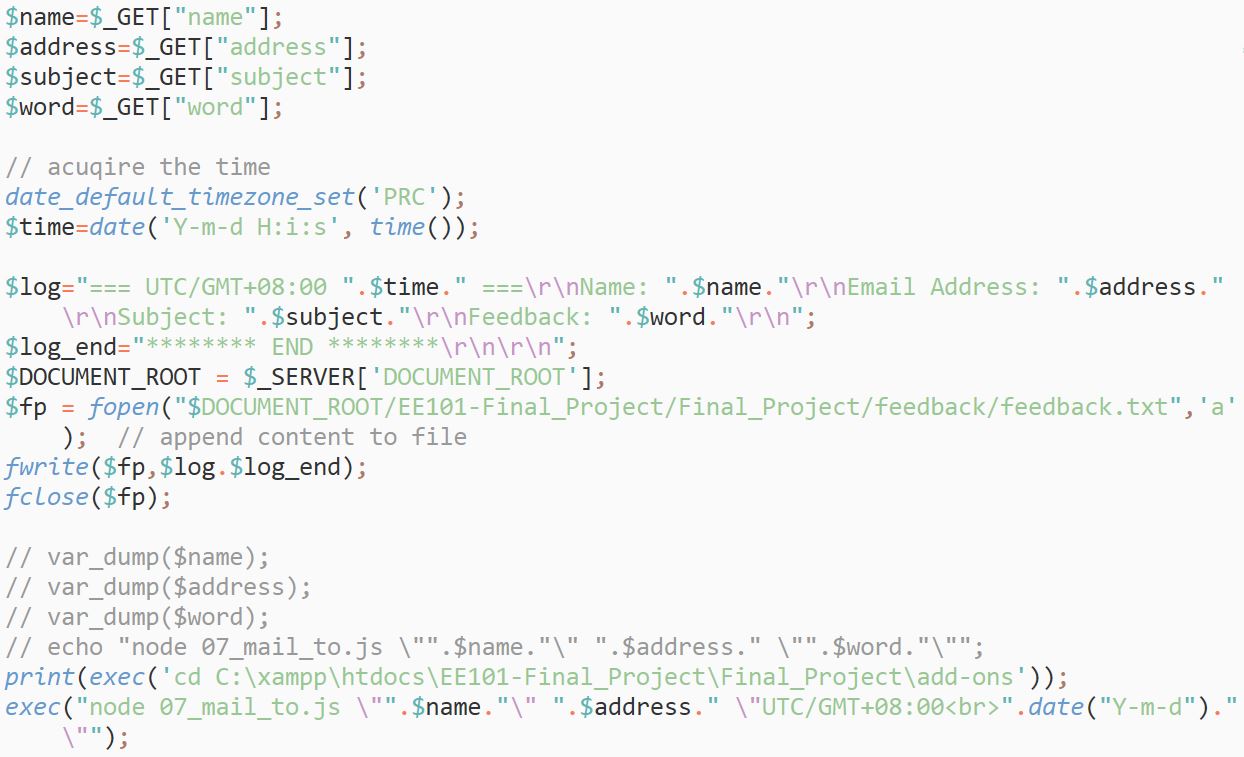 $name=$_GET["name"];
$address=$_GET["address"];
$subject=$_GET["subject"];
$word=$_GET["word"];
// acuqire the time
date_default_timezone_set('PRC');
$time=date('Y-m-d H:i:s', time());
$log="=== UTC/GMT+08:00 ".$time." ===\r\nName: ".$name."\r\nEmail Address: ".$address."
\r\nSubject: ".$subject."\r\nFeedback: ".$word."\r\n";
$log_end="******** END ********\r\n\r\n";
$DOCUMENT_ROOT = $_SERVER['DOCUMENT_ROOT'];
$fp = fopen("$DOCUMENT_ROOT/EE101-Final_Project/Final_Project/feedback/feedback.txt",'a'
);  // append content to file
fwrite($fp,$log.$log_end);
fclose($fp);
// var_dump($name);
// var_dump($address);
// var_dump($word);
// echo "node 07_mail_to.js \"".$name."\" ".$address." \"".$word."\"";
print(exec('cd C:\xampp\htdocs\EE101-Final_Project\Final_Project\add-ons'));
exec("node 07_mail_to.js \"".$name."\" ".$address." \"UTC/GMT+08:00<br>".date("Y-m-d")."
\"");